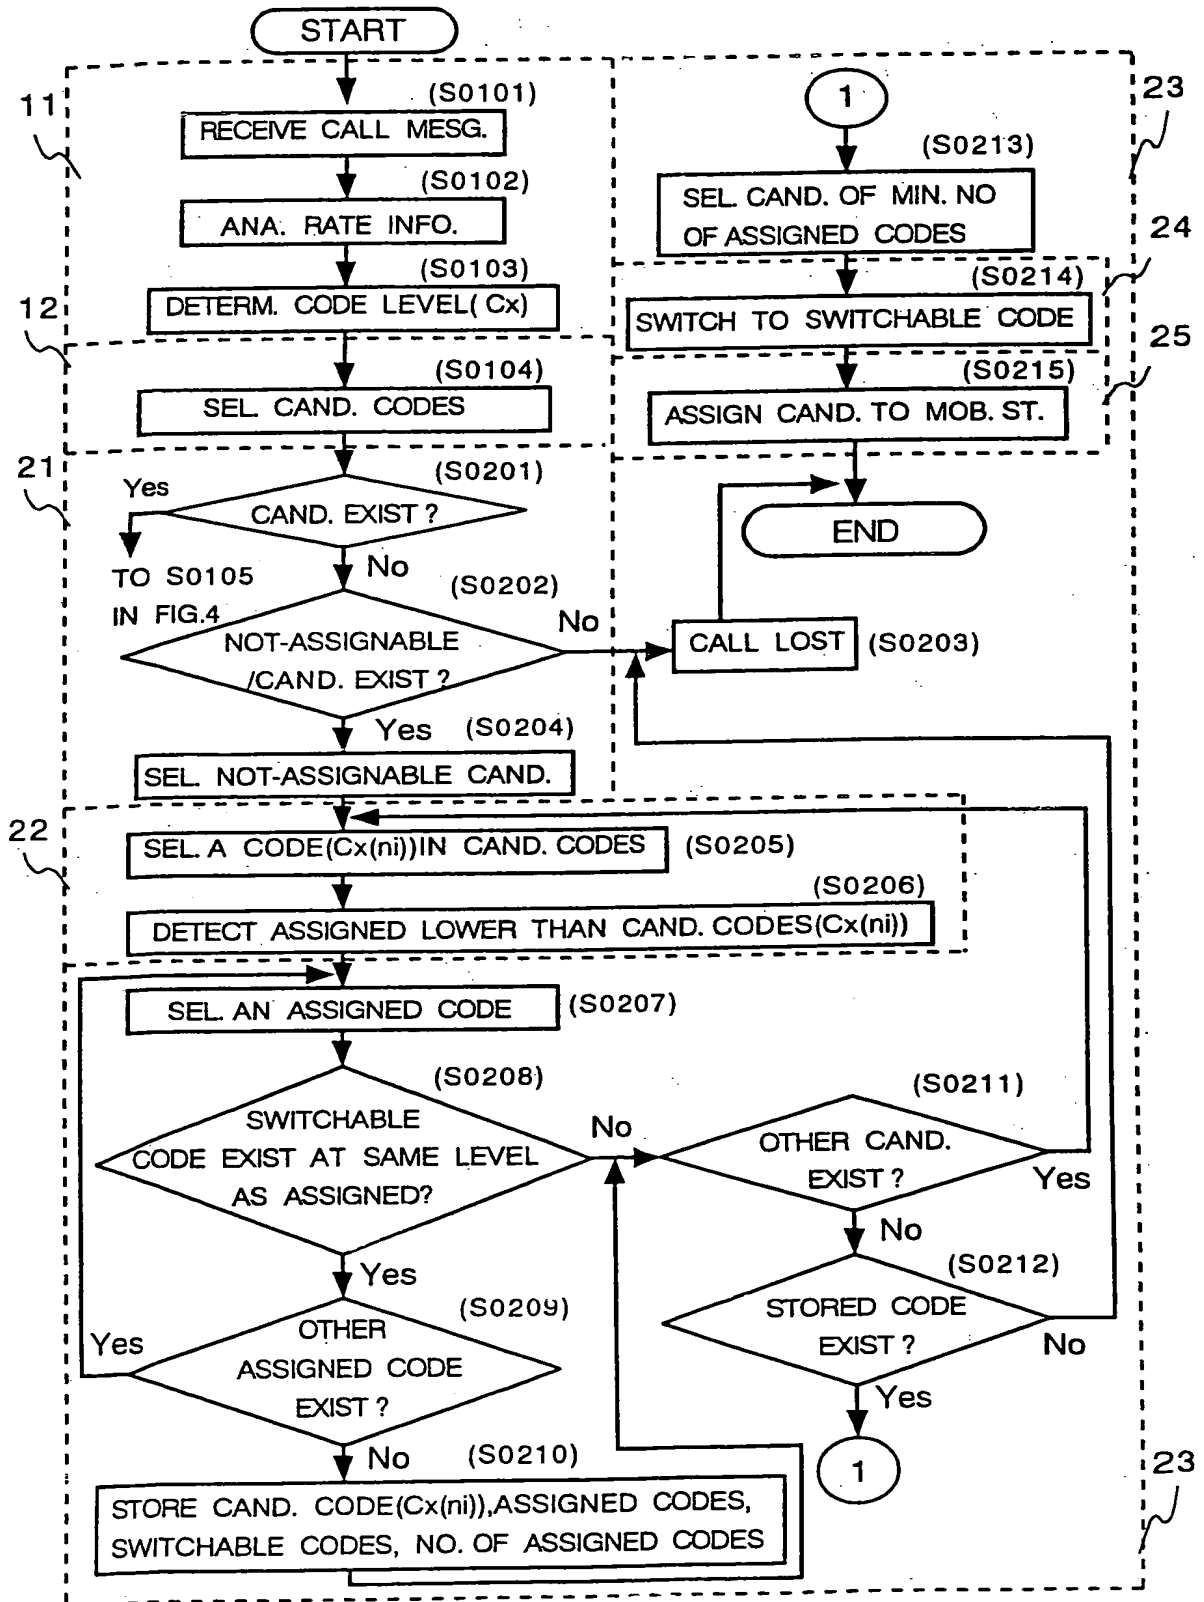 START
11
(S0101)
RECEIVE CALL MESG.
(S0102)
ANA. RATE INFO.
(S0103)
DETERM. CODE LEVEL( Cx)
12
(S0104)
SEL. CAND. CODES
21
(S0201)
Yes
CAND. EXIST ?
TO S0105
IN FIG.4
No
(S0202)
NOT-ASSIGNABLE
/CAND. EXIST ?
No
CALL LOST
(S0203)
Yes
(S0204)
SEL. NOT-ASSIGNABLE CAND.
22
SEL. A CODE(Cx(ni))IN CAND. CODES
(S0205)
(S0206)
DETECT ASSIGNED LOWER THAN CAND. CODES(Cx(ni))
SEL. AN ASSIGNED CODE
(S0207)
(S0208)
SWITCHABLE
CODE EXIST AT SAME LEVEL
AS ASSIGNED?
No
Yes
(S0209)
OTHER
ASSIGNED CODE
EXIST ?
Yes
No
(S0210)
STORE CAND. CODE(Cx(ni)),ASSIGNED CODES,
SWITCHABLE CODES, NO. OF ASSIGNED CODES
(S0211)
OTHER CAND.
EXIST ?
Yes
No
(S0212)
STORED CODE
EXIST ?
No
Yes
1
23
1
23
(S0213)
SEL. CAND. OF MIN. NO
OF ASSIGNED CODES
24
(S0214)
SWITCH TO SWITCHABLE CODE
25
(S0215)
ASSIGN CAND. TO MOB. ST.
END